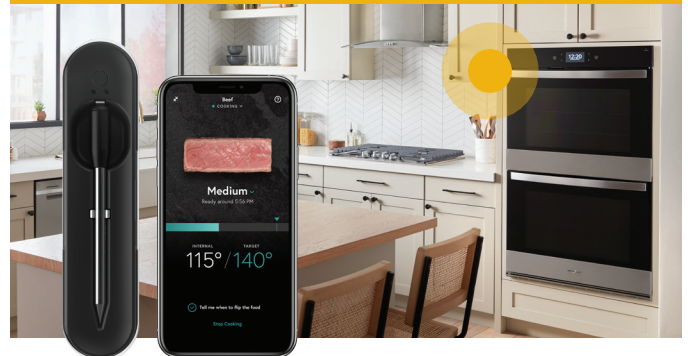 Beef
COOKING
Medium
Ready around 5:56 PM
INTERNAL
TARGET
115° / 140°
Tell me when to flip the food
Stop Cooking
12:20